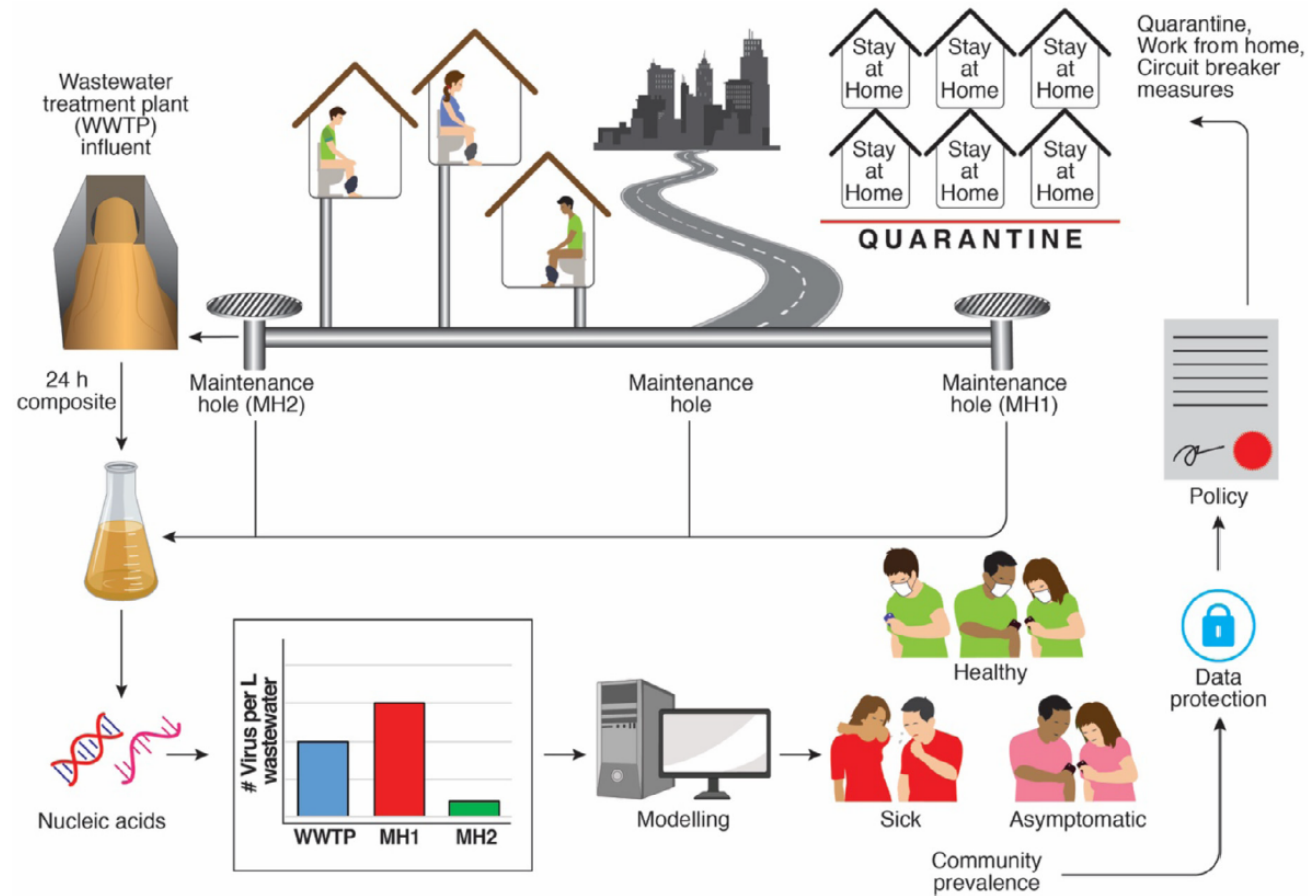 Wastewater
treatment plant
(WWTP)
influent
Stay
at
Home
Stay
at
Home
Stay
at
Home
Stay
at
Home
Stay
at
Home
Stay
at
Home
QUARANTINE
Quarantine,
Work from home,
Circuit breaker
measures
24 h
composite
Maintenance
hole (MH2)
Maintenance
hole
Maintenance
hole (MH1)
Policy
Data
protection
Nucleic acids
# Virus per L
wastewater
WWTP
MH1
MH2
Modelling
Healthy
Sick
Asymptomatic
Community
prevalence